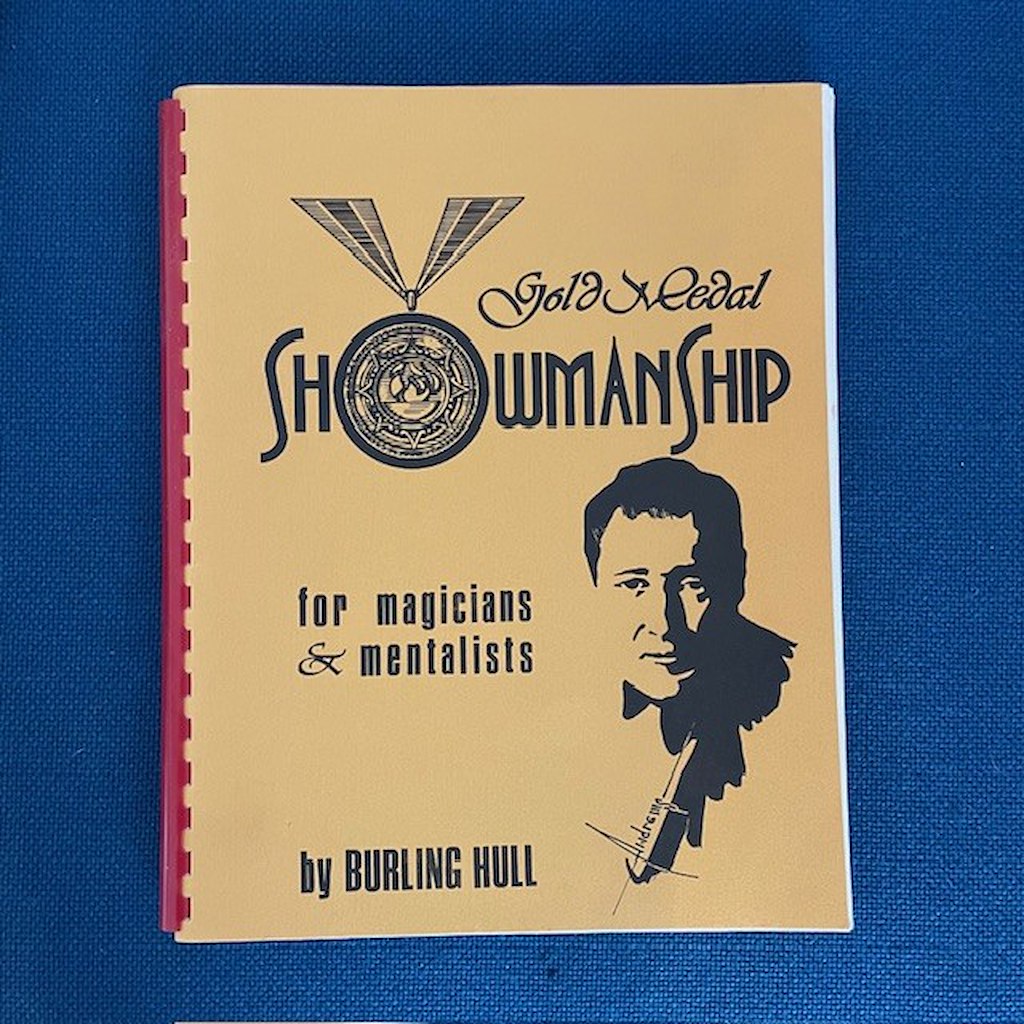 Gold Medal
SHOWMANSHIP
for magicians
& mentalists
by BURLING HULL